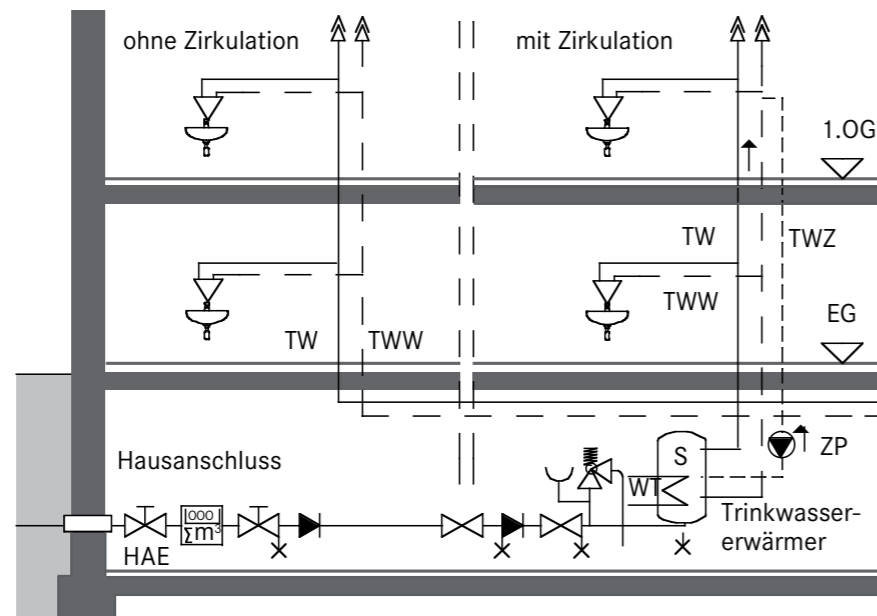 ohne Zirkulation
mit Zirkulation
1.OG
TW
TWZ
TWW
EG
TW
TWW
ZP
Hausanschluss
S
WT
000
Σm³
HAE
Trinkwasser-
erwärmer